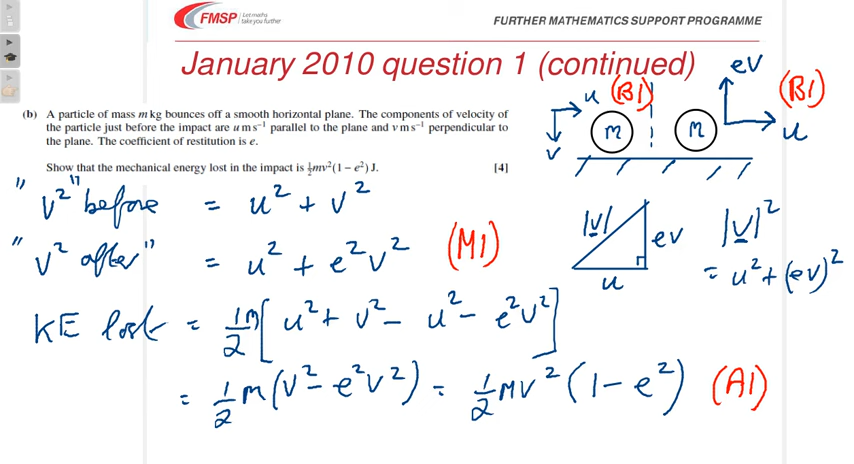 FMSP Let maths take you further
FURTHER MATHEMATICS SUPPORT PROGRAMME
January 2010 question 1 (continued)
(b) A particle of mass m kg bounces off a smooth horizontal plane. The components of velocity of
the particle just before the impact are u m s⁻¹ parallel to the plane and v m s⁻¹ perpendicular to
the plane. The coefficient of restitution is e.
Show that the mechanical energy lost in the impact is ½mv²(1 − e²) J. [4]
u (B1) ev (B1)
m m
v u
"v²" before = u² + v²
"v² after" = u² + e²v² (M1)
|v| ev
u
|v|²
= u² + (ev)²
KE lost = ½m[u² + v² − u² − e²v²]
= ½m(v² − e²v²) = ½mv²(1 − e²) (A1)